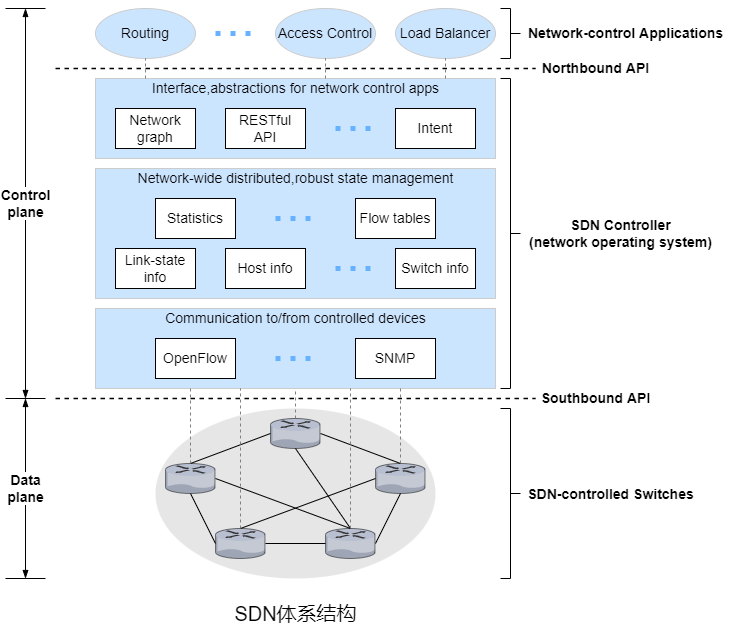 Routing
Access Control
Load Balancer
Network-control Applications
Northbound API
Interface,abstractions for network control apps
Network
graph
RESTful
API
Intent
Control
plane
Network-wide distributed,robust state management
Statistics
Flow tables
Link-state
info
Host info
Switch info
SDN Controller
(network operating system)
Communication to/from controlled devices
OpenFlow
SNMP
Southbound API
Data
plane
SDN-controlled Switches
SDN体系结构